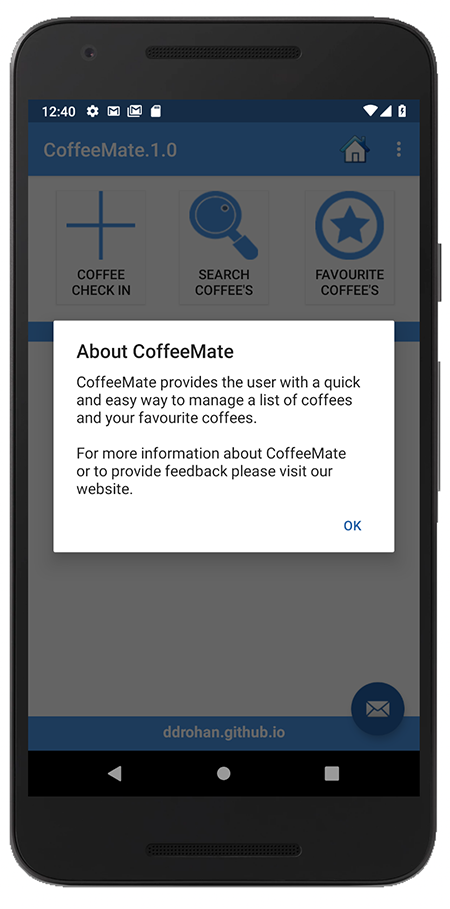 12:40
CoffeeMate.1.0
COFFEE
CHECK IN
SEARCH
COFFEE'S
FAVOURITE
COFFEE'S
About CoffeeMate
CoffeeMate provides the user with a quick
and easy way to manage a list of coffees
and your favourite coffees.
For more information about CoffeeMate
or to provide feedback please visit our
website.
OK
ddrohan.github.io